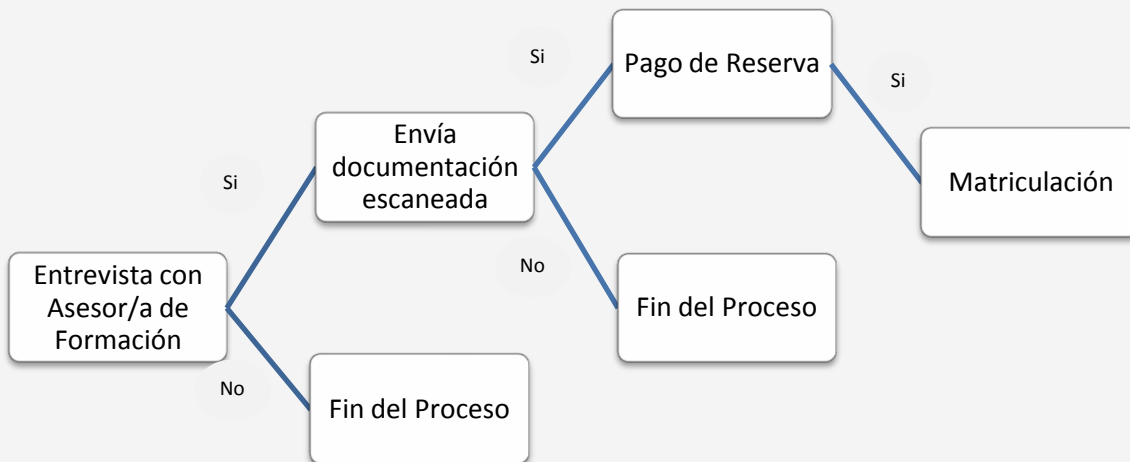 Si
Pago de Reserva
Si
Envía
documentación
escaneada
Si
Matriculación
No
Entrevista con
Asesor/a de
Formación
Fin del Proceso
No
Fin del Proceso